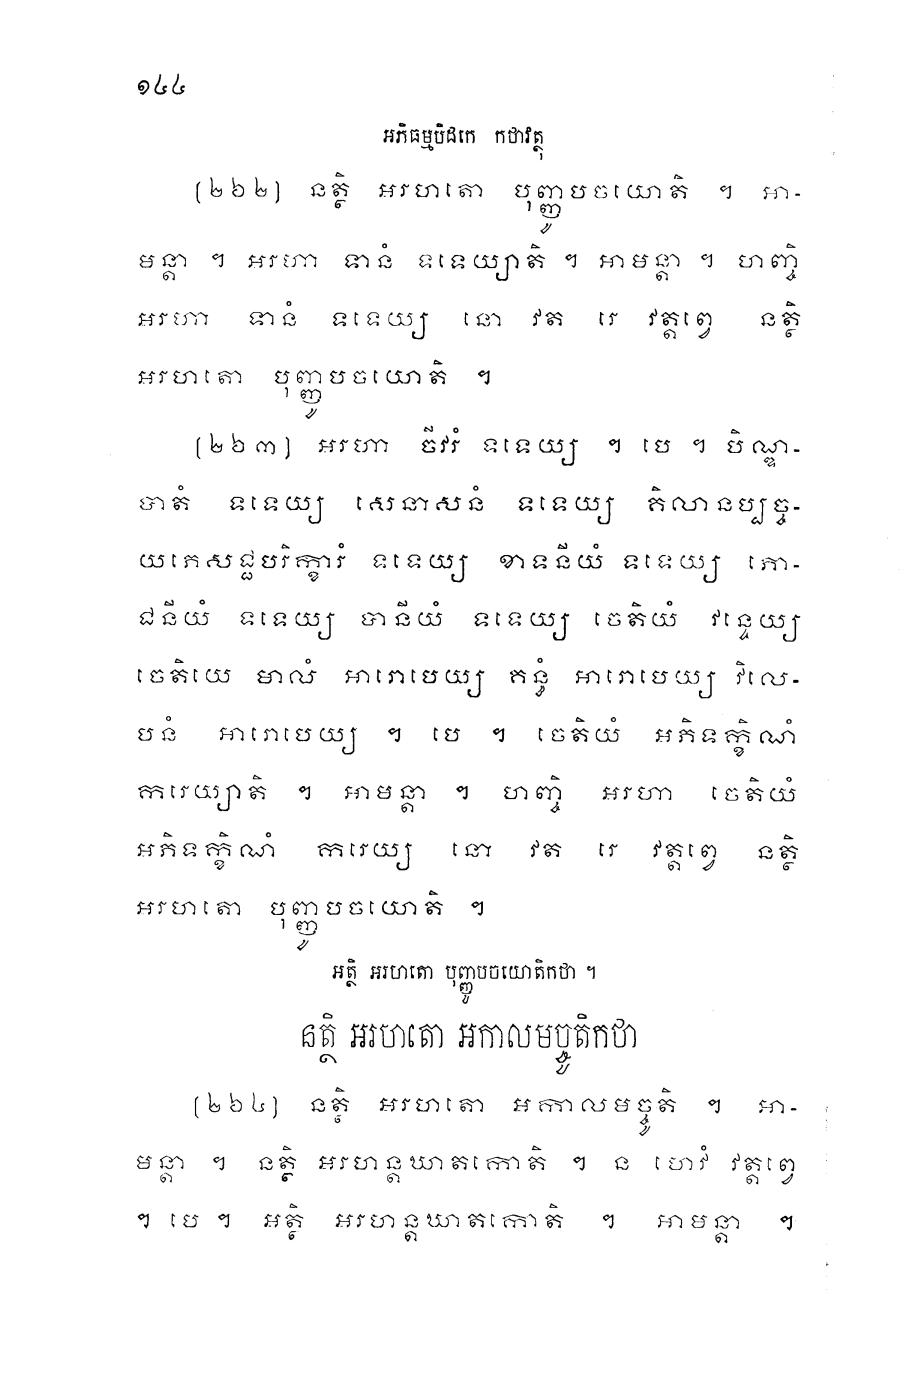 ១៤៤
អភិធម្មបិដកេ កថាវត្ថុ
(២៦២) នត្ថិ អរហតោ បុញ្ញូបចយោតិ ។ អា-
មន្តា ។ អរហា ទានំ ទទេយ្យាតិ ។ អាមន្តា ។ ហញ្ចិ
អរហា ទានំ ទទេយ្យ នោ វត រេ វត្តព្វេ នត្ថិ
អរហតោ បុញ្ញូបចយោតិ ។
(២៦៣) អរហា ចីវរំ ទទេយ្យ ។ បេ ។ បិណ្ឌ-
បាតំ ទទេយ្យ សេនាសនំ ទទេយ្យ គិលានប្បច្ច-
យភេសជ្ជបរិក្ខារំ ទទេយ្យ ខាទនីយំ ទទេយ្យ ភោ-
ជនីយំ ទទេយ្យ បានីយំ ទទេយ្យ ចេតិយំ វន្ទេយ្យ
ចេតិយេ មាលំ អារោបេយ្យ គន្ធំ អារោបេយ្យ វិលេ-
បនំ អារោបេយ្យ ។ បេ ។ ចេតិយំ អភិទក្ខិណំ
ករេយ្យាតិ ។ អាមន្តា ។ ហញ្ចិ អរហា ចេតិយំ
អភិទក្ខិណំ ករេយ្យ នោ វត រេ វត្តព្វេ នត្ថិ
អរហតោ បុញ្ញូបចយោតិ ។
អត្ថិ អរហតោ បុញ្ញូបចយោតិកថា ។
នត្ថិ អរហតោ អកាលមច្ចូតិកថា
(២៦៤) នត្ថិ អរហតោ អកាលមច្ចូតិ ។ អា-
មន្តា ។ នត្ថិ អរហន្តឃាតកោតិ ។ ន ហេវំ វត្តព្វេ
។ បេ ។ អត្ថិ អរហន្តឃាតកោតិ ។ អាមន្តា ។